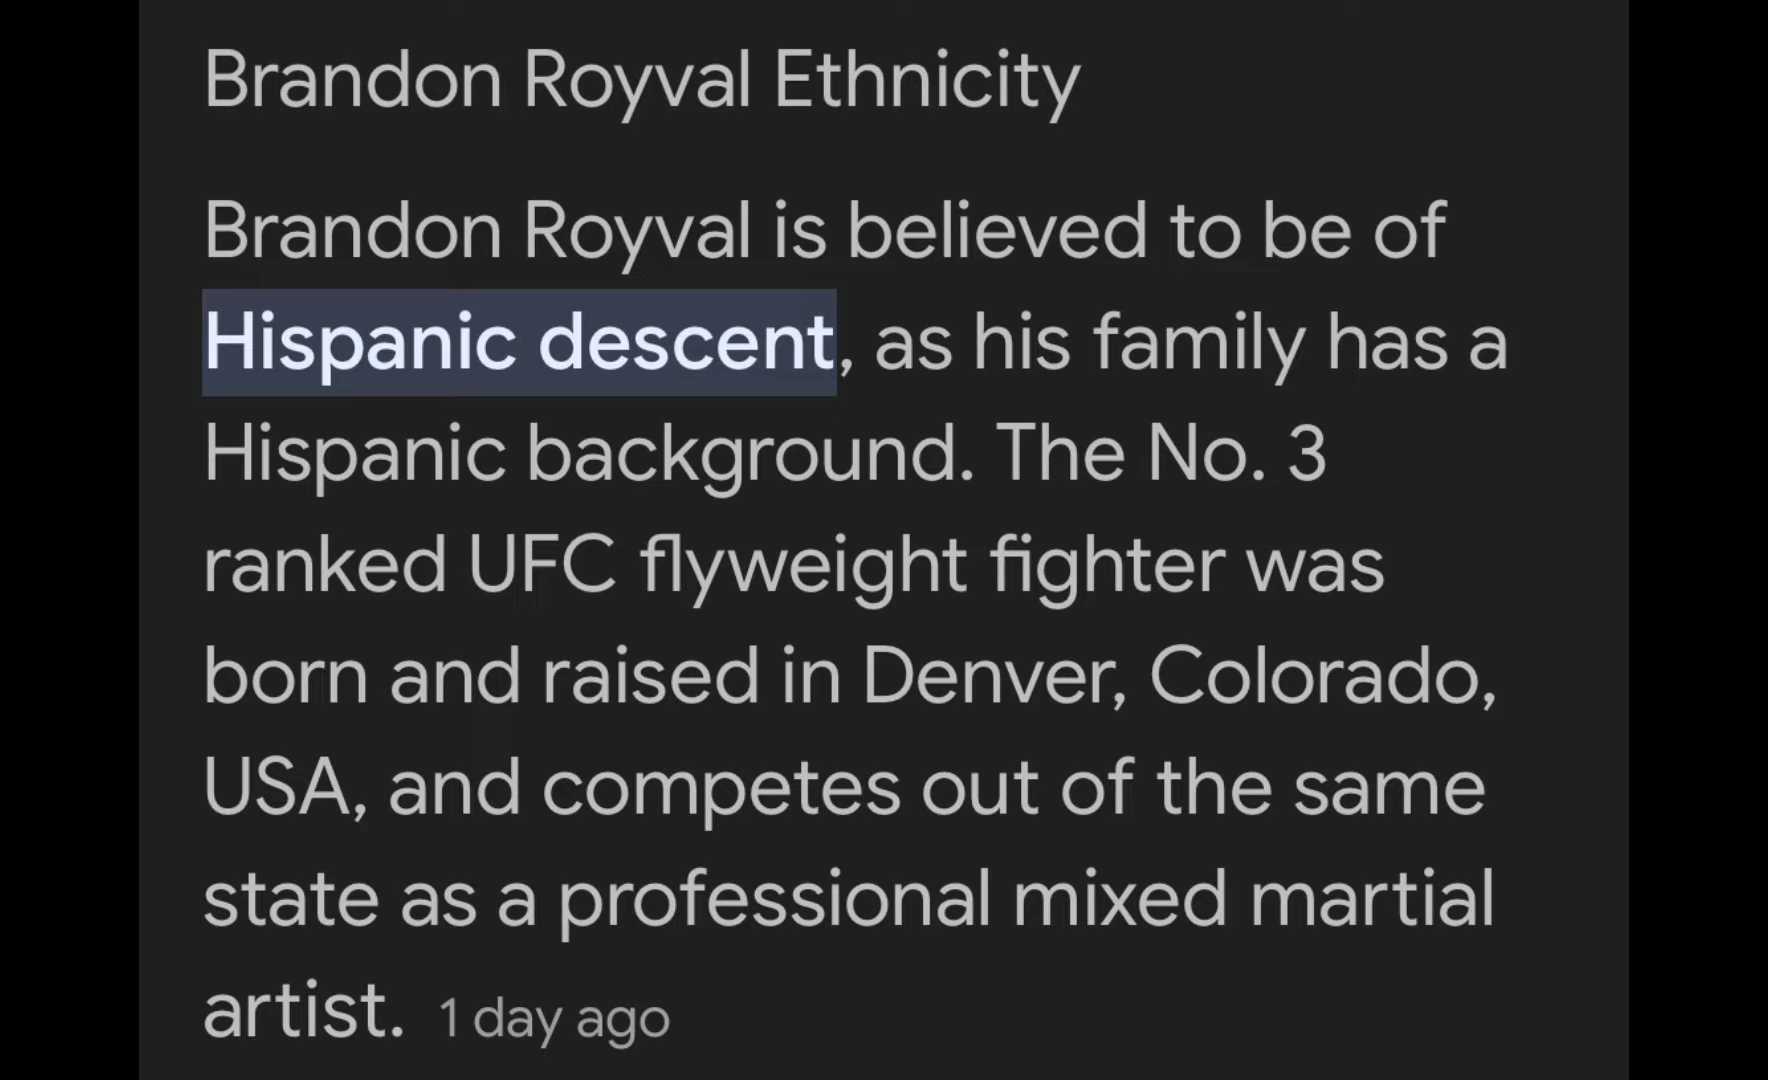 Brandon Royval Ethnicity
Brandon Royval is believed to be of
Hispanic descent, as his family has a
Hispanic background. The No. 3
ranked UFC flyweight fighter was
born and raised in Denver, Colorado,
USA, and competes out of the same
state as a professional mixed martial
artist. 1 day ago